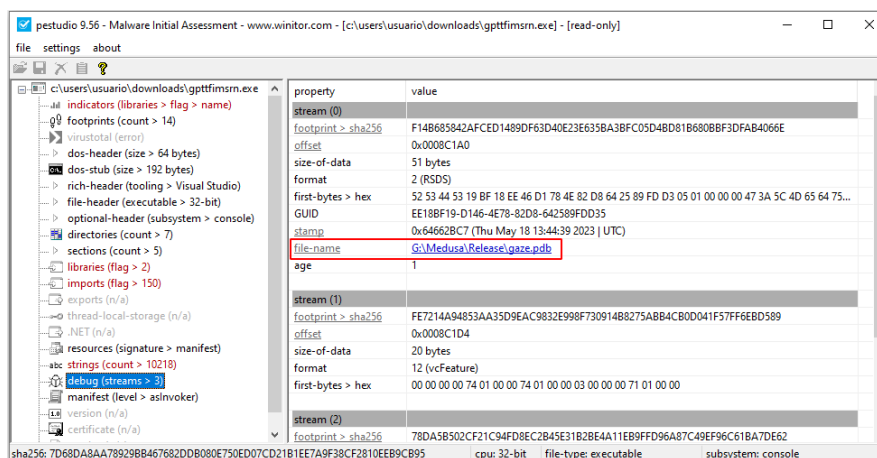 pestudio 9.56 - Malware Initial Assessment - www.winitor.com - [c:\users\usuario\downloads\gpttfimsrn.exe] - [read-only]
file settings about
c:\users\usuario\downloads\gpttfimsrn.exe
indicators (libraries > flag > name)
footprints (count > 14)
virustotal (error)
dos-header (size > 64 bytes)
dos-stub (size > 192 bytes)
rich-header (tooling > Visual Studio)
file-header (executable > 32-bit)
optional-header (subsystem > console)
directories (count > 7)
sections (count > 5)
libraries (flag > 2)
imports (flag > 150)
exports (n/a)
thread-local-storage (n/a)
.NET (n/a)
resources (signature > manifest)
abc strings (count > 10218)
debug (streams > 3)
manifest (level > asInvoker)
1.0 version (n/a)
certificate (n/a)
property value
stream (0)
footprint > sha256 F14B685842AFCED1489DF63D40E23E635BA3BFC05D4BD81B680BBF3DFAB4066E
offset 0x0008C1A0
size-of-data 51 bytes
format 2 (RSDS)
first-bytes > hex 52 53 44 53 19 BF 18 EE 46 D1 78 4E 82 D8 64 25 89 FD D3 05 01 00 00 00 47 3A 5C 4D 65 64 75...
GUID EE18BF19-D146-4E78-82D8-642589FDD35
stamp 0x64662BC7 (Thu May 18 13:44:39 2023 | UTC)
file-name G:\Medusa\Release\gaze.pdb
age 1
stream (1)
footprint > sha256 FE7214A94853AA35D9EAC9832E998F730914B8275ABB4CB0D041F57FF6EBD589
offset 0x0008C1D4
size-of-data 20 bytes
format 12 (vcFeature)
first-bytes > hex 00 00 00 00 74 01 00 00 74 01 00 00 03 00 00 00 71 01 00 00
stream (2)
footprint > sha256 78DA5B502CF21C94FD8EC2B45E31B2BE4A11EB9FFD96A87C49EF96C61BA7DE62
sha256: 7D68DA8AA78929BB467682DDB080E750ED07CD21B1EE7A9F38CF2810EEB9CB95 cpu: 32-bit file-type: executable subsystem: console